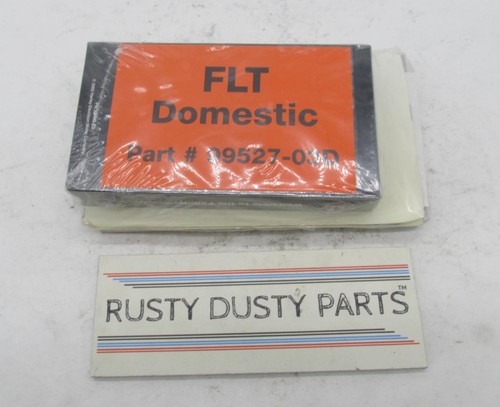 FLT
Domestic
Part # 99527-03D
RUSTY DUSTY PARTS™